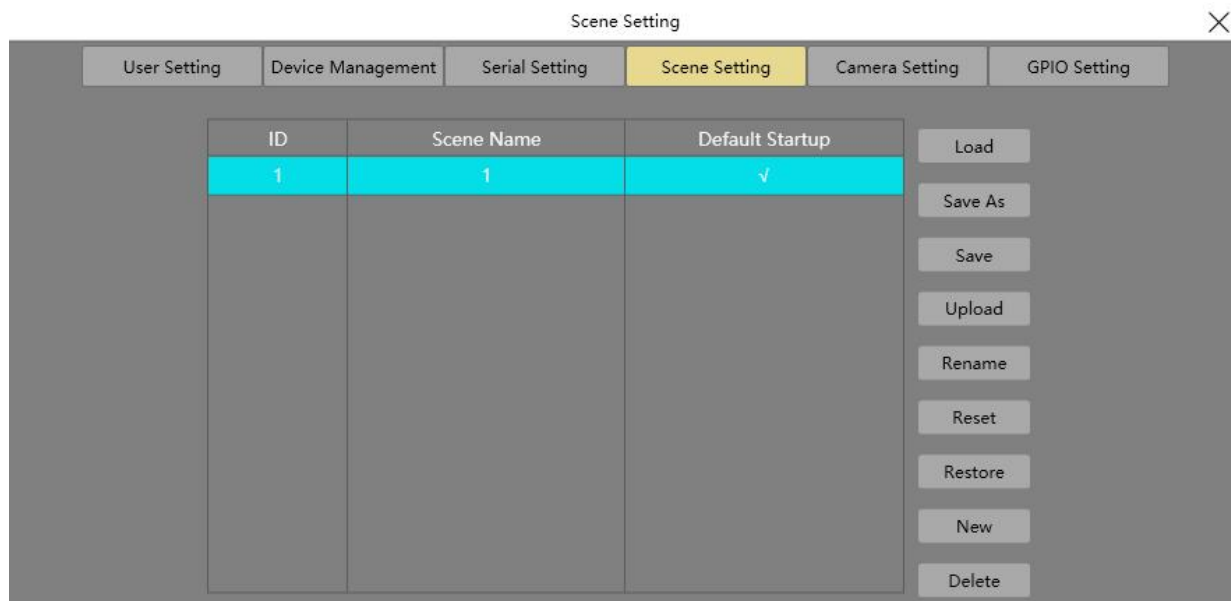 Scene Setting
User Setting Device Management Serial Setting Scene Setting Camera Setting GPIO Setting
ID Scene Name Default Startup
1 1 √
Load
Save As
Save
Upload
Rename
Reset
Restore
New
Delete